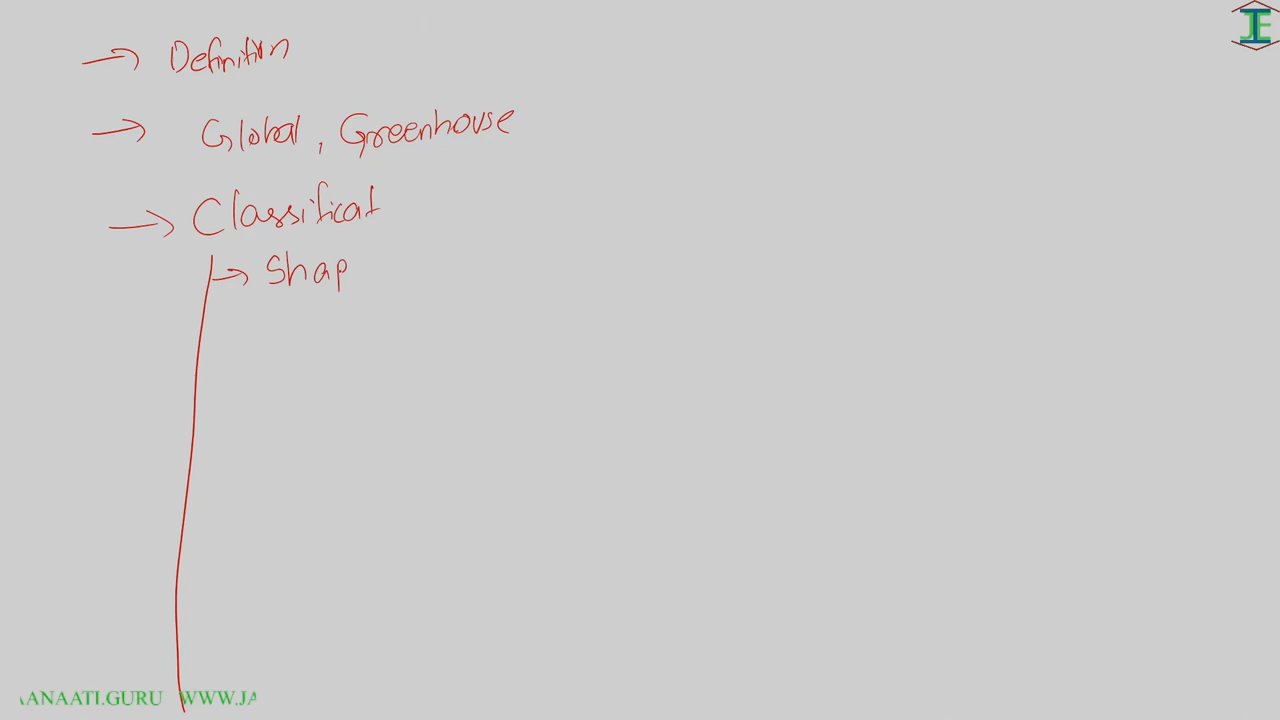 → Definition
→ Global, Greenhouse
→ Classificat
→ Shap
ANAATI.GURU WWW.JA